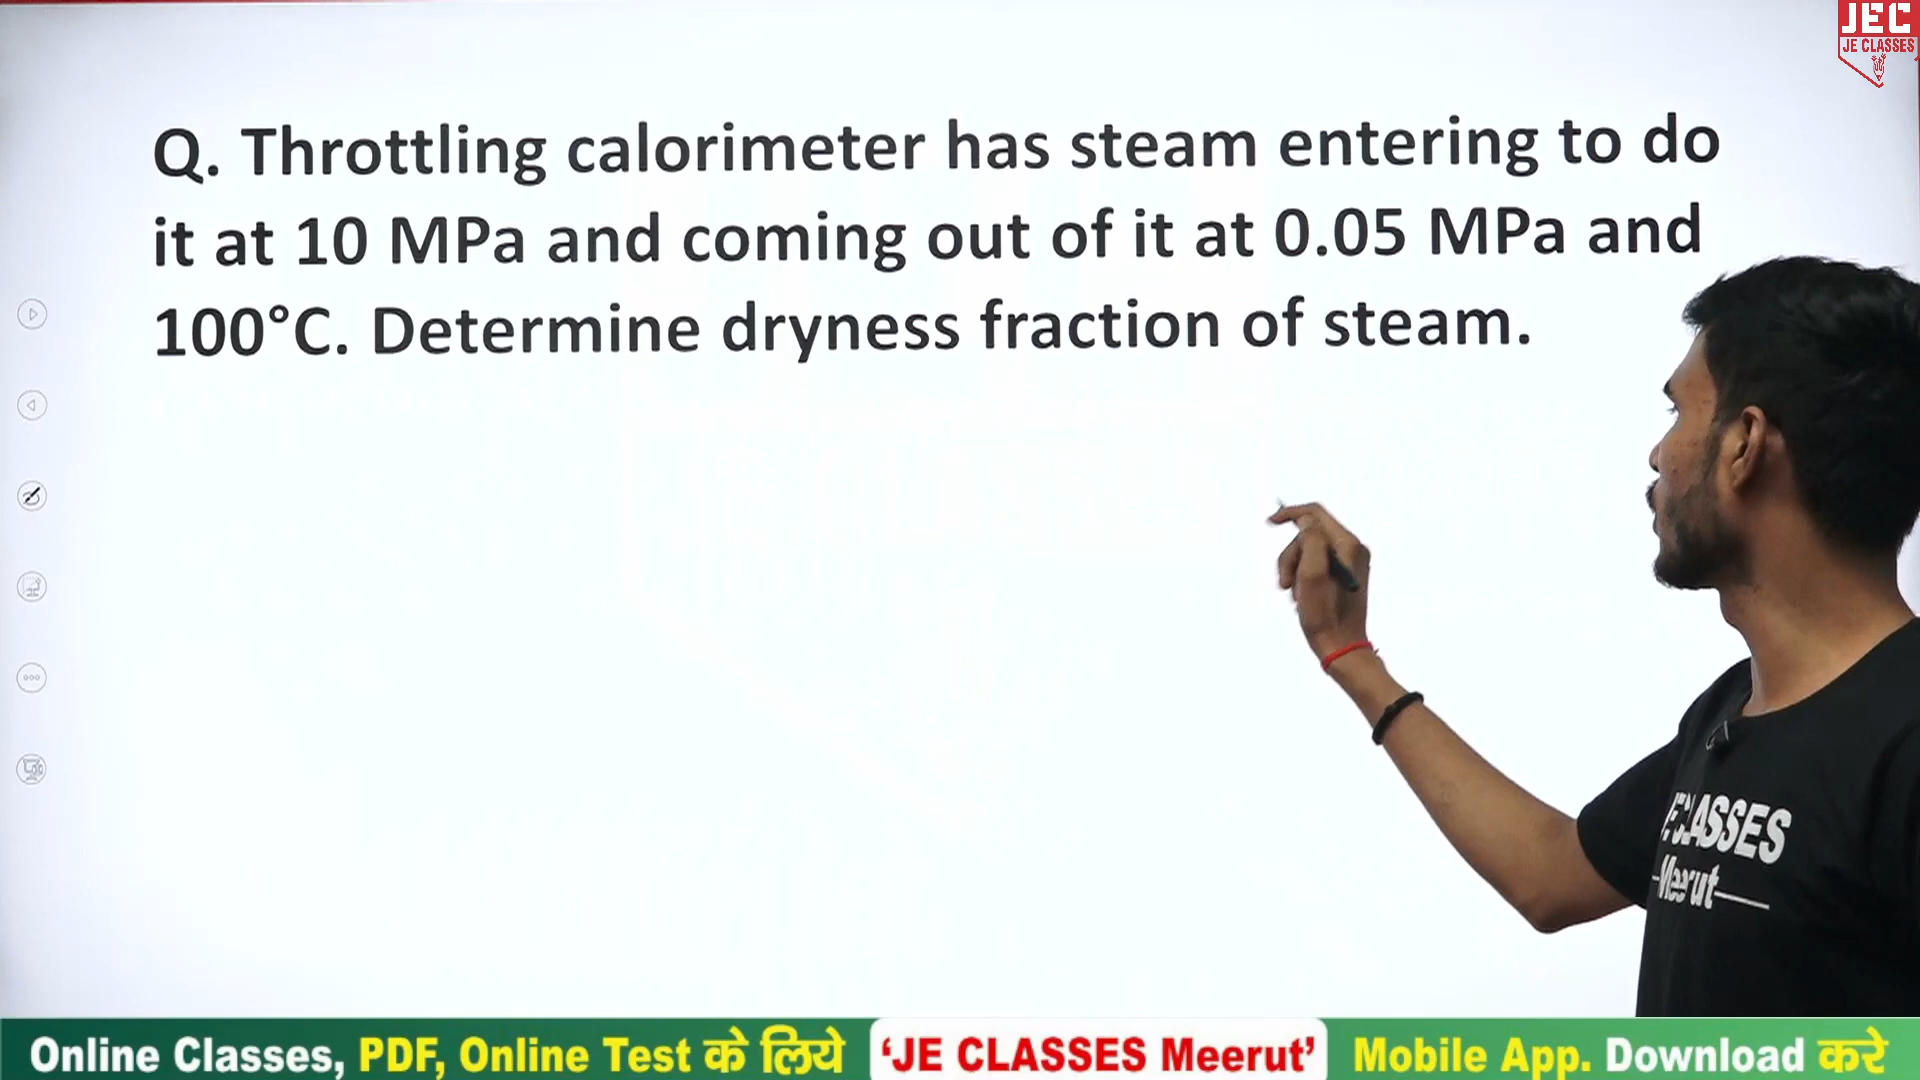 JEC
JE CLASSES
Q. Throttling calorimeter has steam entering to do
it at 10 MPa and coming out of it at 0.05 MPa and
100°C. Determine dryness fraction of steam.
JE CLASSES
Meerut
Online Classes, PDF, Online Test के लिये ‘JE CLASSES Meerut’ Mobile App. Download करे